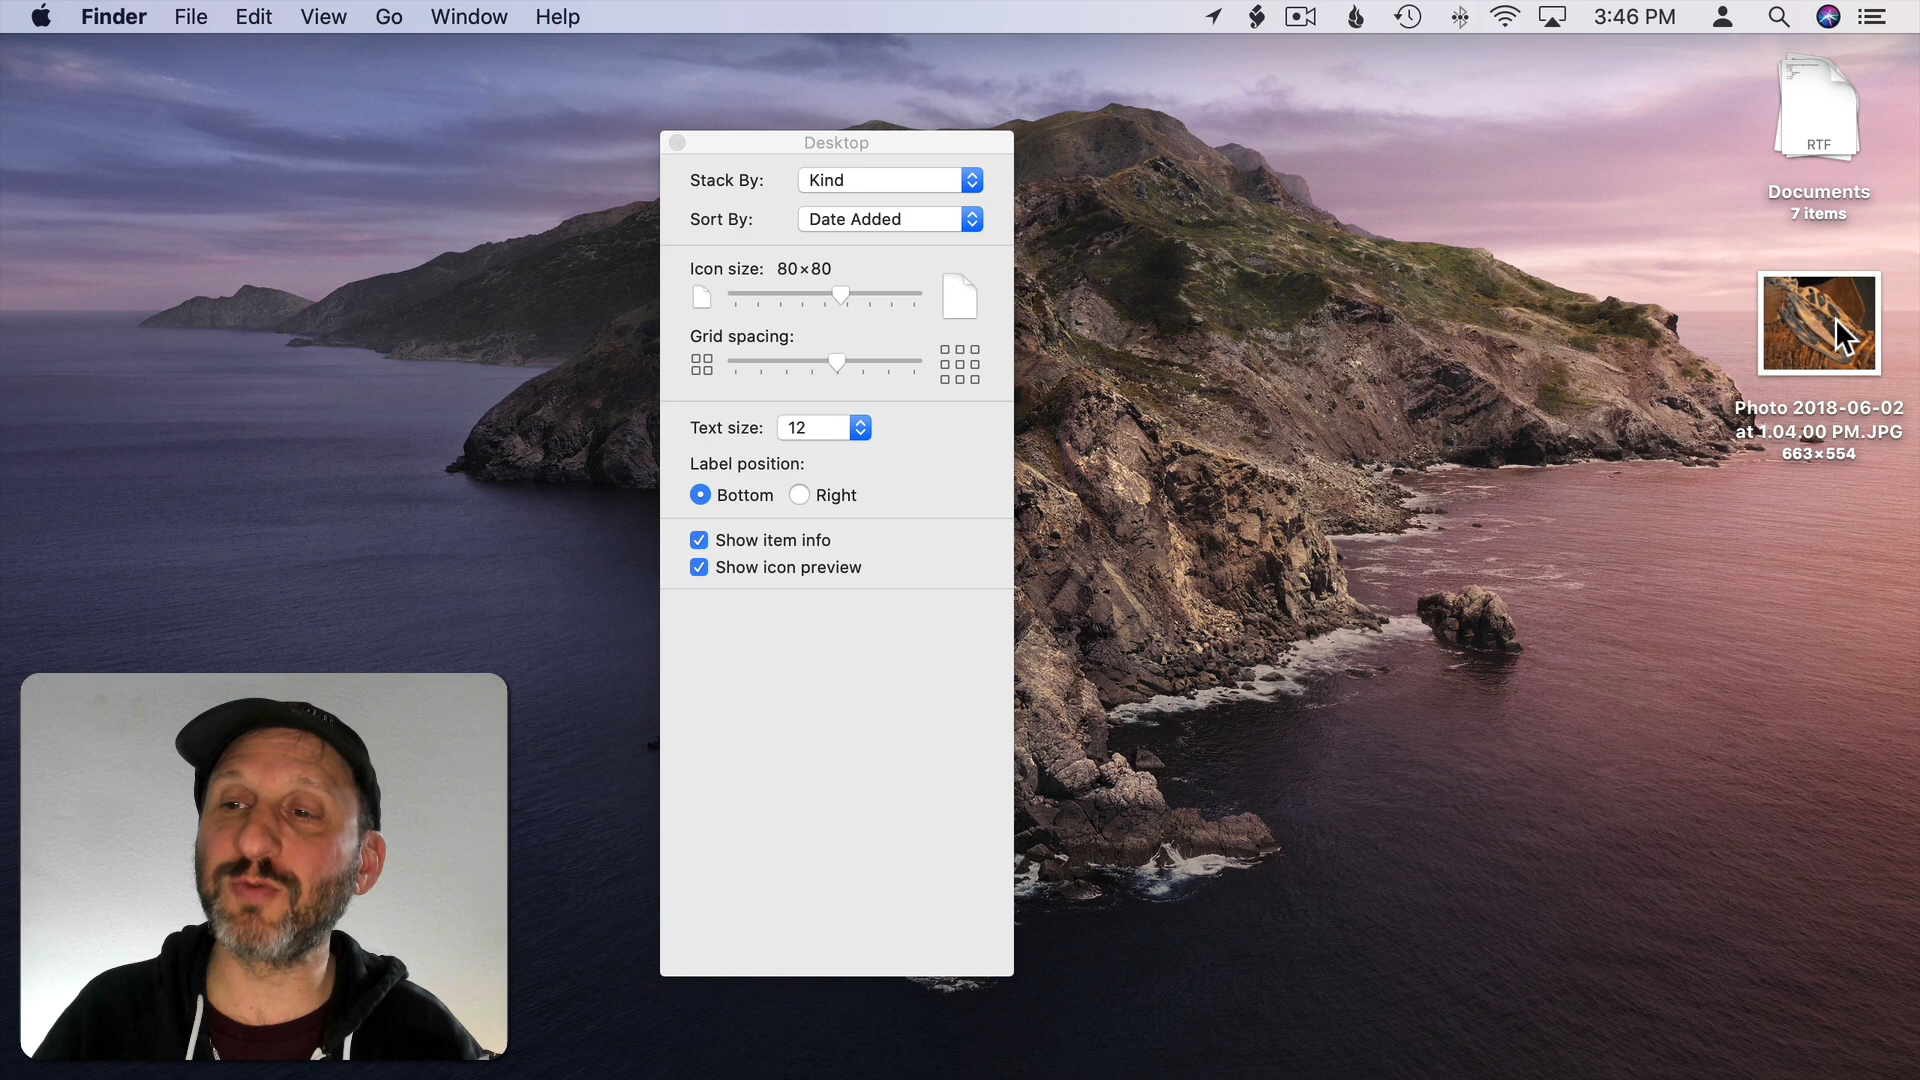 Finder File Edit View Go Window Help 3:46 PM
Desktop
Stack By: Kind
Sort By: Date Added
Icon size: 80×80
Grid spacing:
Text size: 12
Label position:
Bottom Right
Show item info
Show icon preview
RTF
Documents
7 items
Photo 2018-06-02
at 1.04.00 PM.JPG
663×554